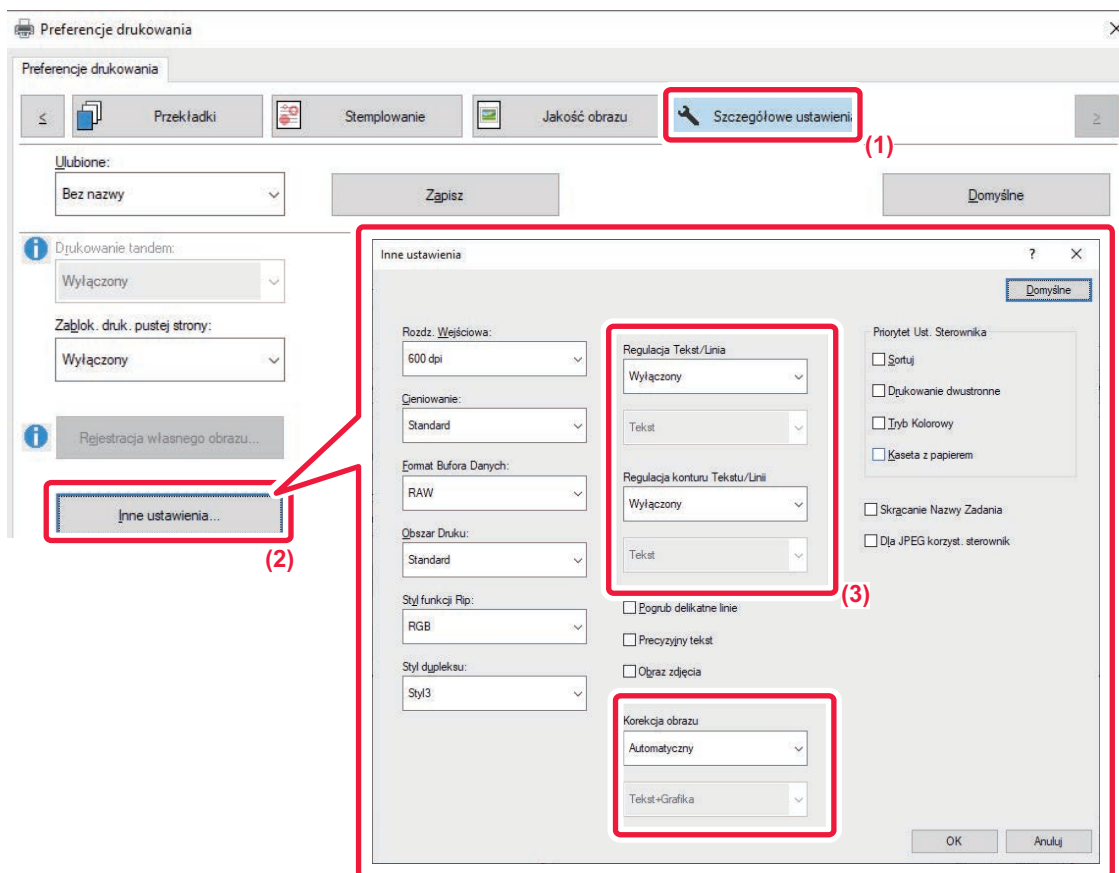 Preferencje drukowania
Preferencje drukowania
<
Przekładki
Stemplowanie
Jakość obrazu
Szczegółowe ustawieni
>
(1)
Ulubione:
Bez nazwy
Zapisz
Domyślne
Drukowanie tandem:
Wyłączony
Zablok. druk. pustej strony:
Wyłączony
Rejestracja własnego obrazu...
Inne ustawienia...
(2)
Inne ustawienia
?
Domyślne
Rozdz. Wejściowa:
600 dpi
Cieniowanie:
Standard
Format Bufora Danych:
RAW
Obszar Druku:
Standard
Styl funkcji Rip:
RGB
Styl dupleksu:
Styl3
Regulacja Tekst/Linia
Wyłączony
Tekst
Regulacja konturu Tekstu/Linii
Wyłączony
Tekst
(3)
Pogrub delikatne linie
Precyzyjny tekst
Obraz zdjęcia
Korekcja obrazu
Automatyczny
Tekst+Grafika
Priorytet Ust. Sterownika
Sortuj
Drukowanie dwustronne
Tryb Kolorowy
Kaseta z papierem
Skracanie Nazwy Zadania
Dla JPEG korzyst. sterownik
OK
Anuluj